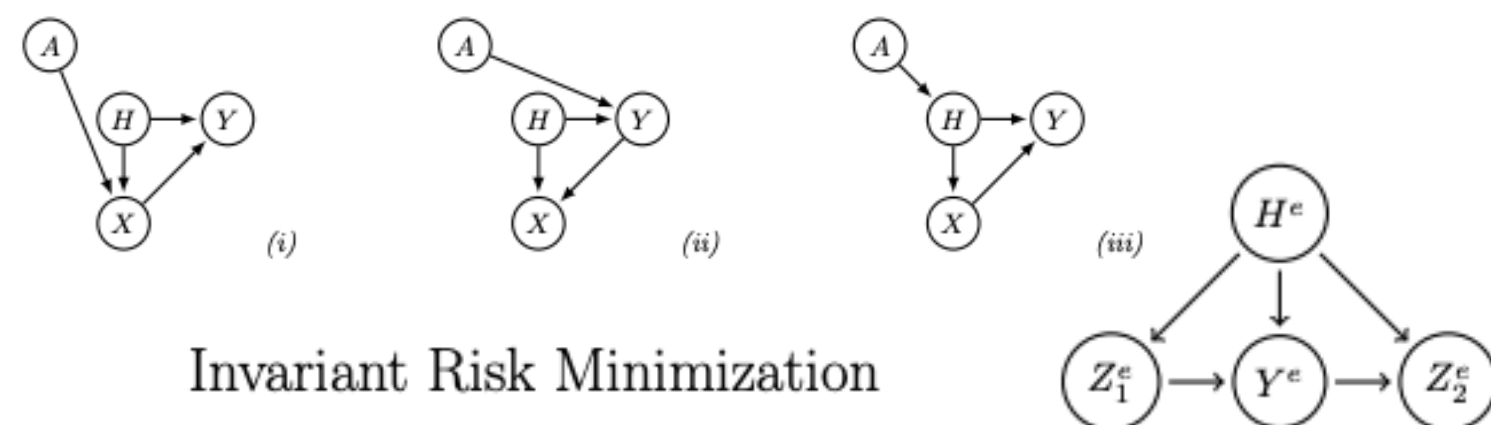 A A A
H Y H Y H Y
X (i) X (ii) X (iii)
H^e
Invariant Risk Minimization
Z_1^e Y^e Z_2^e